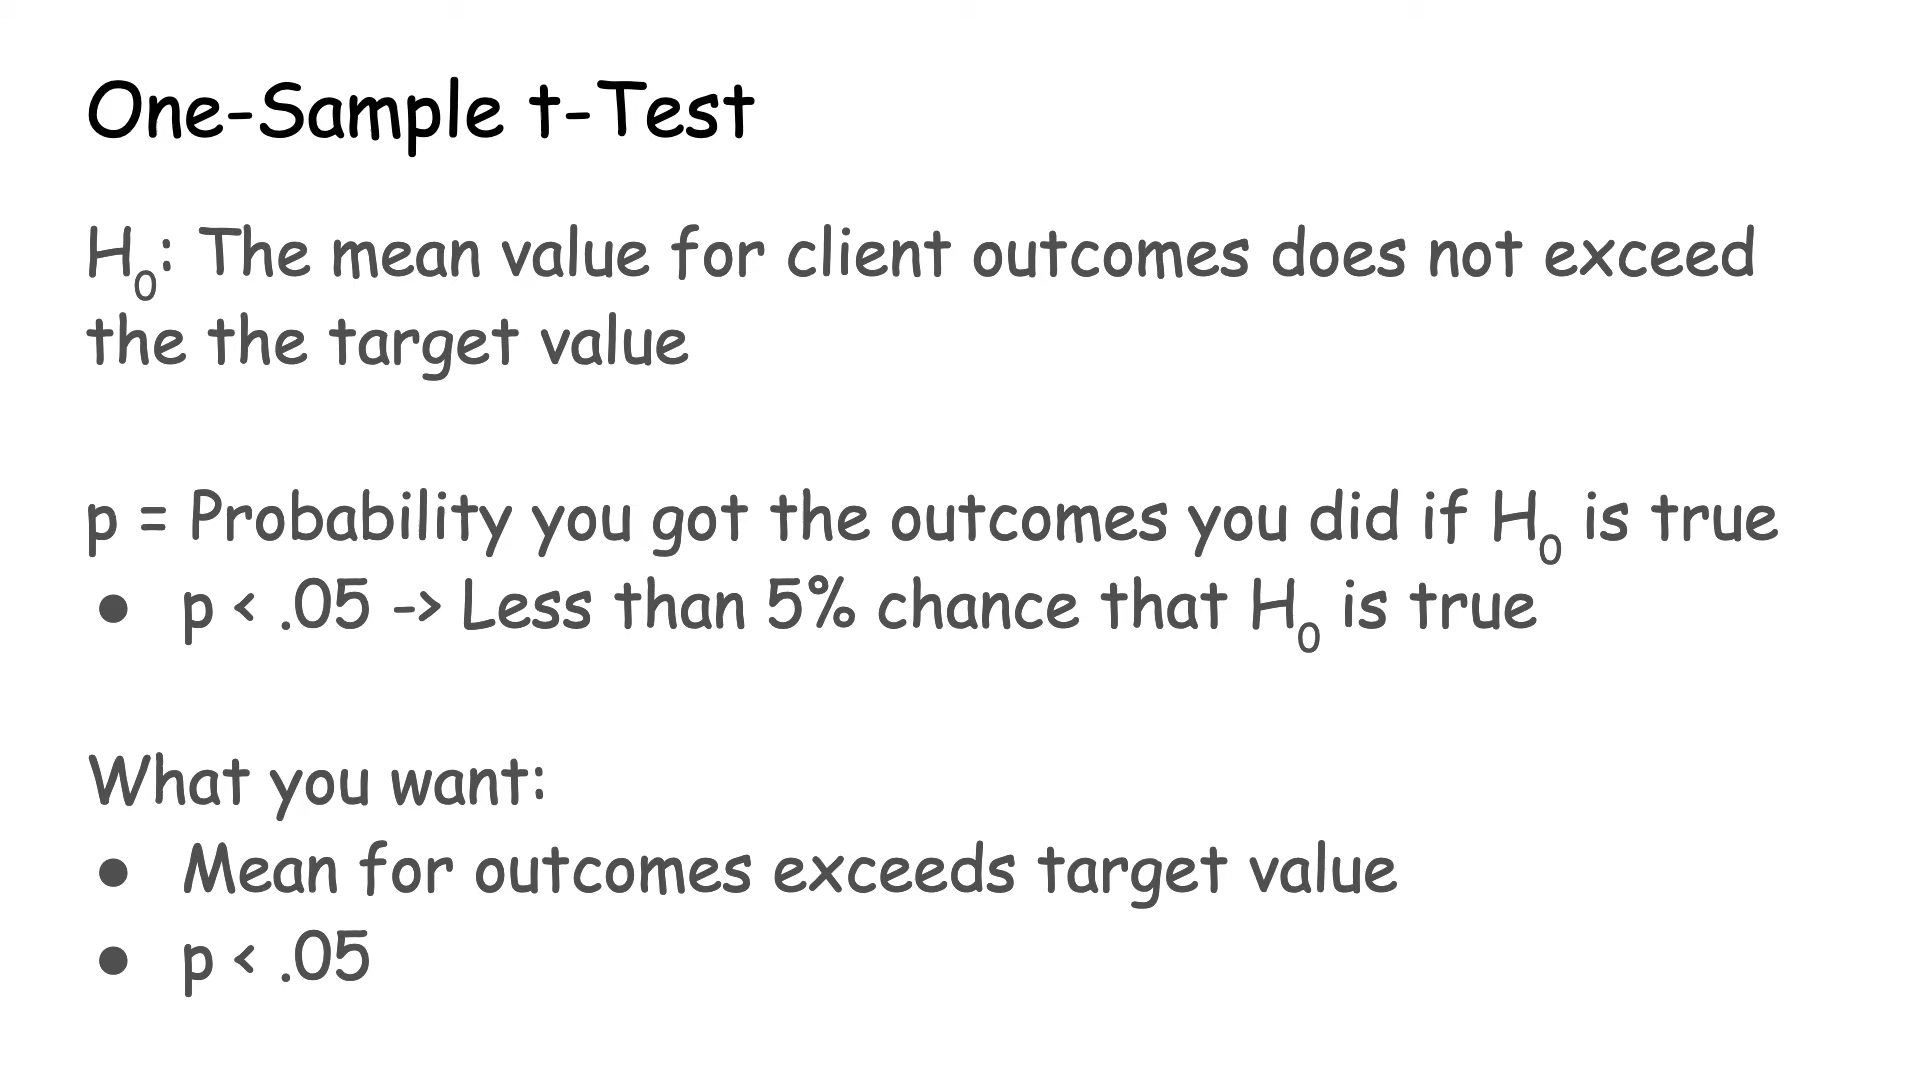 One-Sample t-Test
H₀: The mean value for client outcomes does not exceed
the the target value
p = Probability you got the outcomes you did if H₀ is true
● p < .05 -> Less than 5% chance that H₀ is true
What you want:
● Mean for outcomes exceeds target value
● p < .05